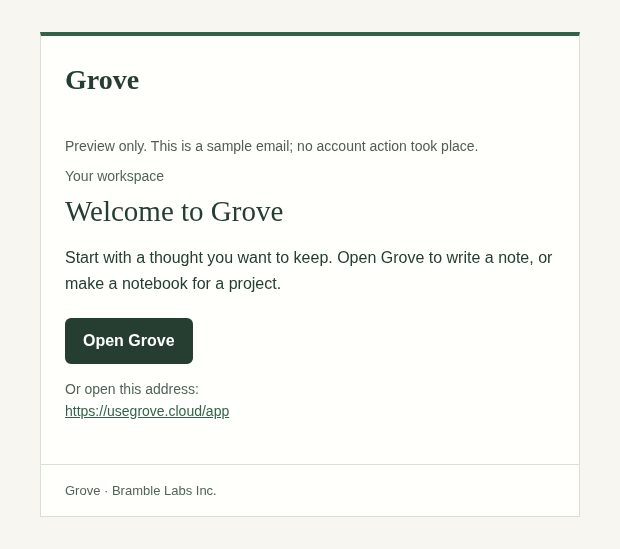 Grove
Preview only. This is a sample email; no account action took place.
Your workspace
Welcome to Grove
Start with a thought you want to keep. Open Grove to write a note, or
make a notebook for a project.
Open Grove
Or open this address:
https://usegrove.cloud/app
Grove · Bramble Labs Inc.